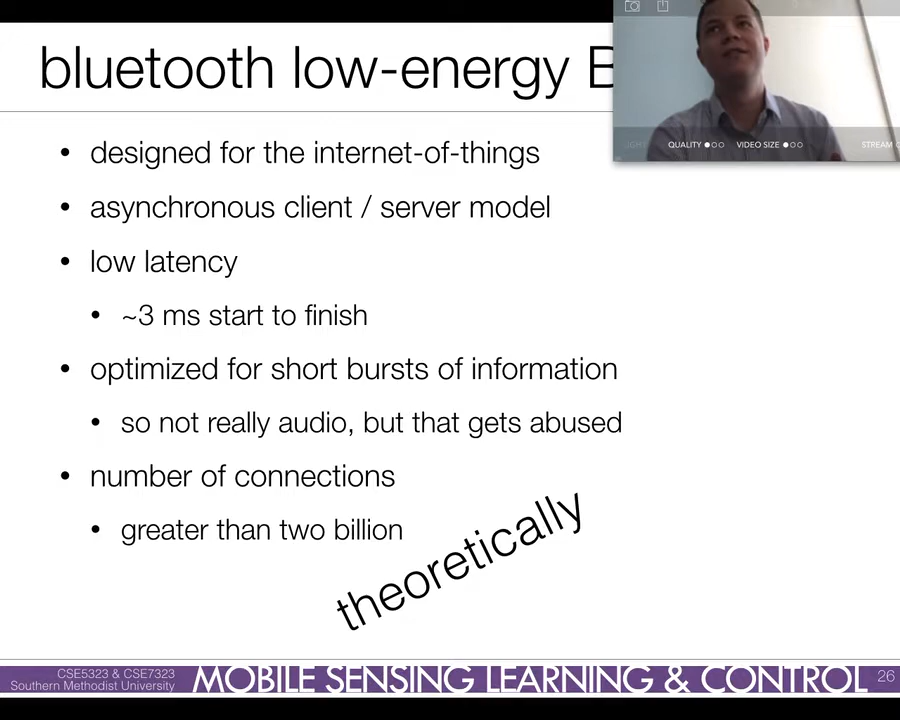 bluetooth low-energy
• designed for the internet-of-things
• asynchronous client / server model
• low latency
• ~3 ms start to finish
• optimized for short bursts of information
• so not really audio, but that gets abused
• number of connections
• greater than two billion
theoretically
QUALITY ●○○ VIDEO SIZE ●○○ STREAM
CSE5323 & CSE7323
Southern Methodist University
MOBILE SENSING LEARNING & CONTROL
26